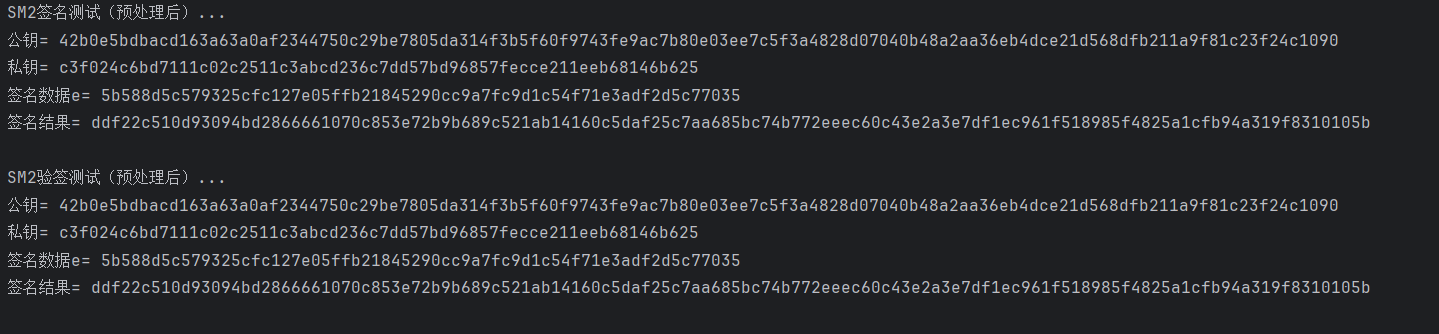 SM2签名测试（预处理后）...
公钥= 42b0e5bdbacd163a63a0af2344750c29be7805da314f3b5f60f9743fe9ac7b80e03ee7c5f3a4828d07040b48a2aa36eb4dce21d568dfb211a9f81c23f24c1090
私钥= c3f024c6bd7111c02c2511c3abcd236c7dd57bd96857fecce211eeb68146b625
签名数据e= 5b588d5c579325cfc127e05ffb21845290cc9a7fc9d1c54f71e3adf2d5c77035
签名结果= ddf22c510d93094bd2866661070c853e72b9b689c521ab14160c5daf25c7aa685bc74b772eeec60c43e2a3e7df1ec961f518985f4825a1cfb94a319f8310105b
SM2验签测试（预处理后）...
公钥= 42b0e5bdbacd163a63a0af2344750c29be7805da314f3b5f60f9743fe9ac7b80e03ee7c5f3a4828d07040b48a2aa36eb4dce21d568dfb211a9f81c23f24c1090
私钥= c3f024c6bd7111c02c2511c3abcd236c7dd57bd96857fecce211eeb68146b625
签名数据e= 5b588d5c579325cfc127e05ffb21845290cc9a7fc9d1c54f71e3adf2d5c77035
签名结果= ddf22c510d93094bd2866661070c853e72b9b689c521ab14160c5daf25c7aa685bc74b772eeec60c43e2a3e7df1ec961f518985f4825a1cfb94a319f8310105b